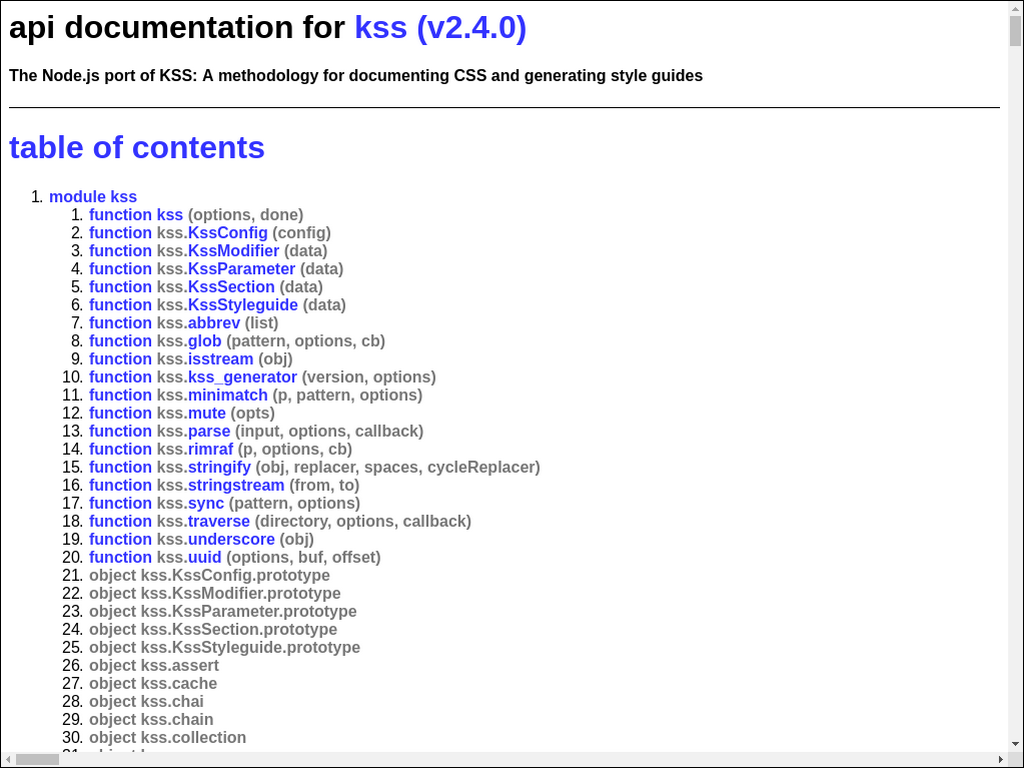 api documentation for kss (v2.4.0)
The Node.js port of KSS: A methodology for documenting CSS and generating style guides
table of contents
1. module kss
1. function kss (options, done)
2. function kss.KssConfig (config)
3. function kss.KssModifier (data)
4. function kss.KssParameter (data)
5. function kss.KssSection (data)
6. function kss.KssStyleguide (data)
7. function kss.abbrev (list)
8. function kss.glob (pattern, options, cb)
9. function kss.isstream (obj)
10. function kss.kss_generator (version, options)
11. function kss.minimatch (p, pattern, options)
12. function kss.mute (opts)
13. function kss.parse (input, options, callback)
14. function kss.rimraf (p, options, cb)
15. function kss.stringify (obj, replacer, spaces, cycleReplacer)
16. function kss.stringstream (from, to)
17. function kss.sync (pattern, options)
18. function kss.traverse (directory, options, callback)
19. function kss.underscore (obj)
20. function kss.uuid (options, buf, offset)
21. object kss.KssConfig.prototype
22. object kss.KssModifier.prototype
23. object kss.KssParameter.prototype
24. object kss.KssSection.prototype
25. object kss.KssStyleguide.prototype
26. object kss.assert
27. object kss.cache
28. object kss.chai
29. object kss.chain
30. object kss.collection